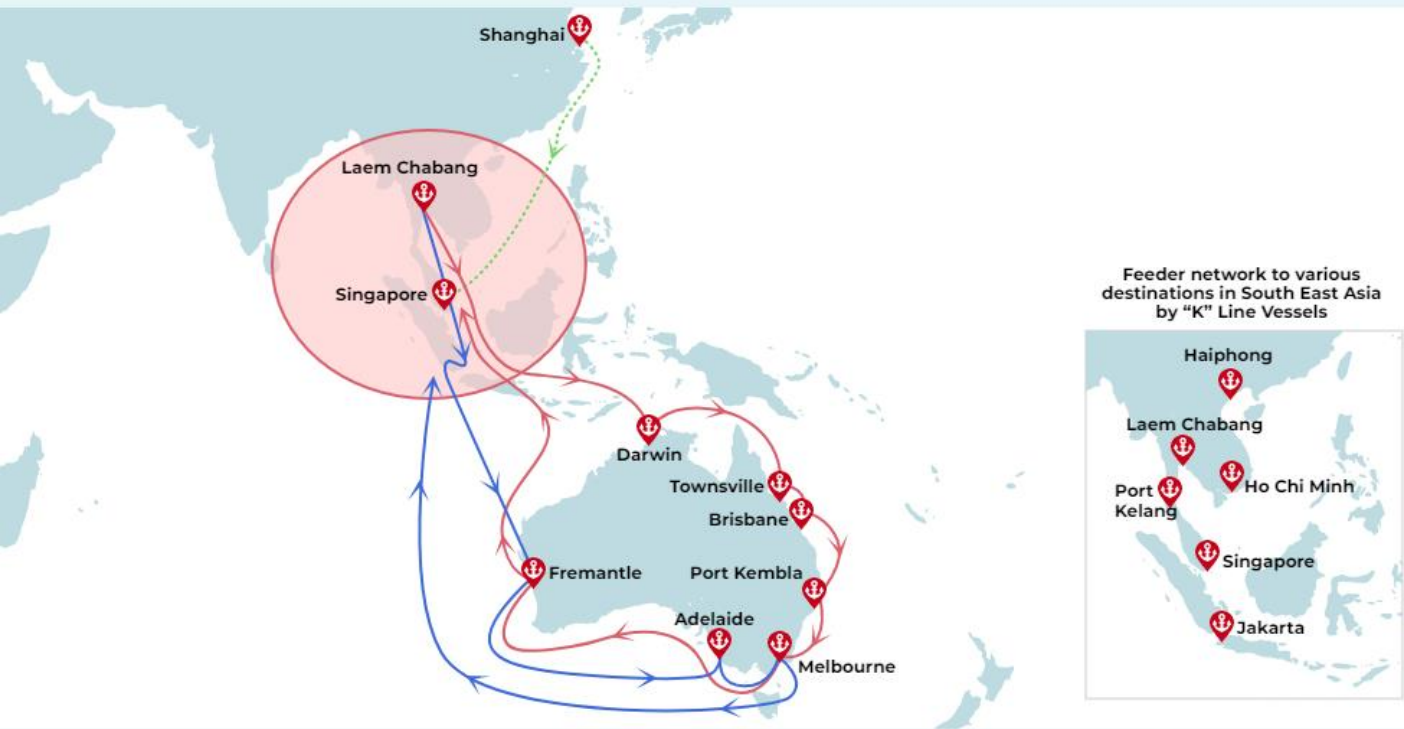 Shanghai
Laem Chabang
Singapore
Darwin
Townsville
Brisbane
Fremantle
Port Kembla
Adelaide
Melbourne
Feeder network to various
destinations in South East Asia
by “K” Line Vessels
Haiphong
Laem Chabang
Port
Kelang
Ho Chi Minh
Singapore
Jakarta